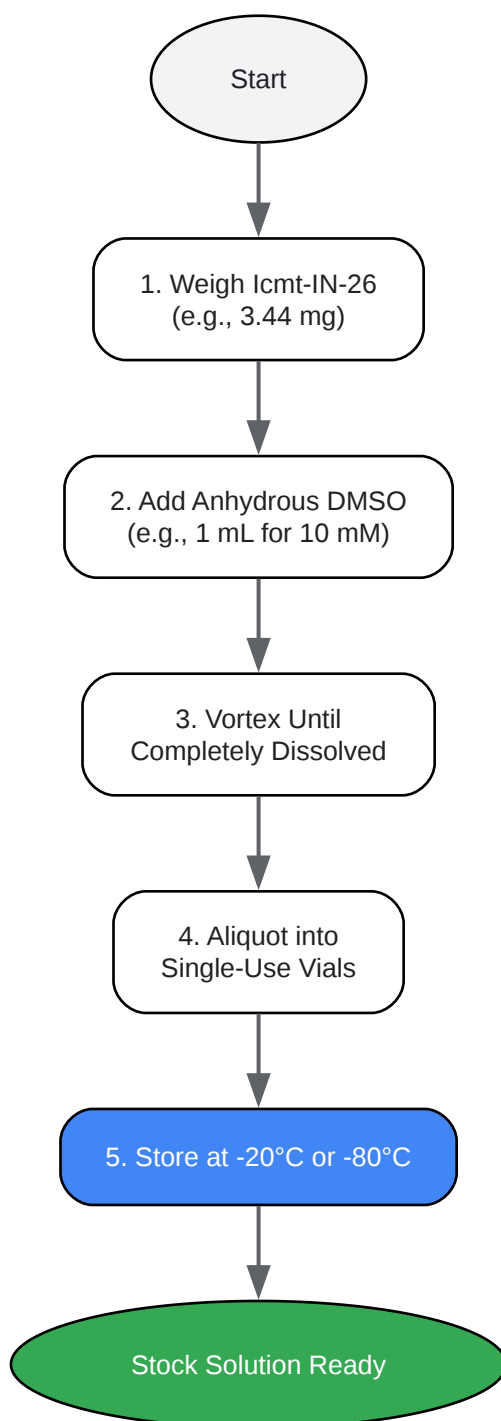 Start
1. Weigh Icmt-IN-26
(e.g., 3.44 mg)
2. Add Anhydrous DMSO
(e.g., 1 mL for 10 mM)
3. Vortex Until
Completely Dissolved
4. Aliquot into
Single-Use Vials
5. Store at -20°C or -80°C
Stock Solution Ready